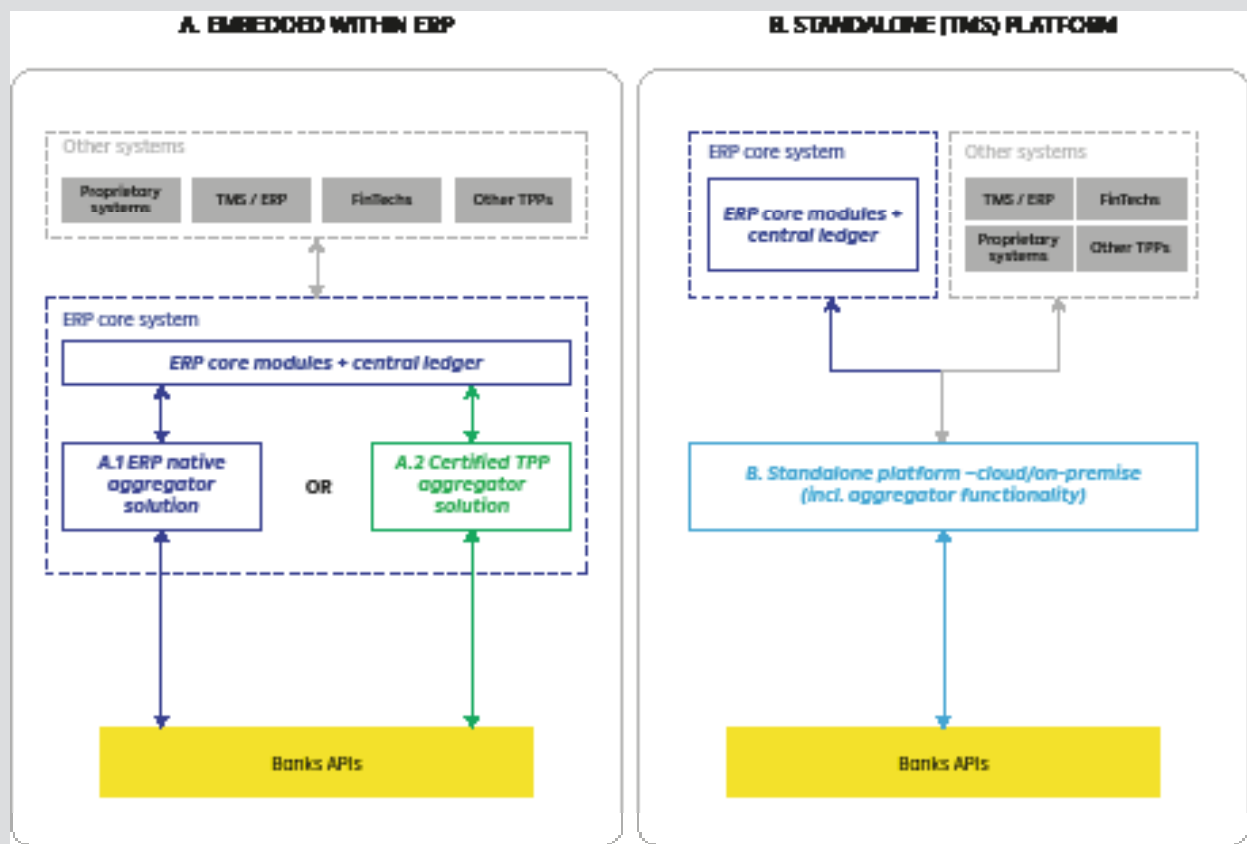 A. EMBEDDED WITHIN ERP
Other systems
Proprietary
systems
TMS / ERP
FinTechs
Other TPPs
ERP core system
ERP core modules + central ledger
A.1 ERP native
aggregator
solution
OR
A.2 Certified TPP
aggregator
solution
Banks APIs
B. STANDALONE (TMS) PLATFORM
ERP core system
ERP core modules +
central ledger
Other systems
TMS / ERP
FinTechs
Proprietary
systems
Other TPPs
B. Standalone platform –cloud/on-premise
(incl. aggregator functionality)
Banks APIs